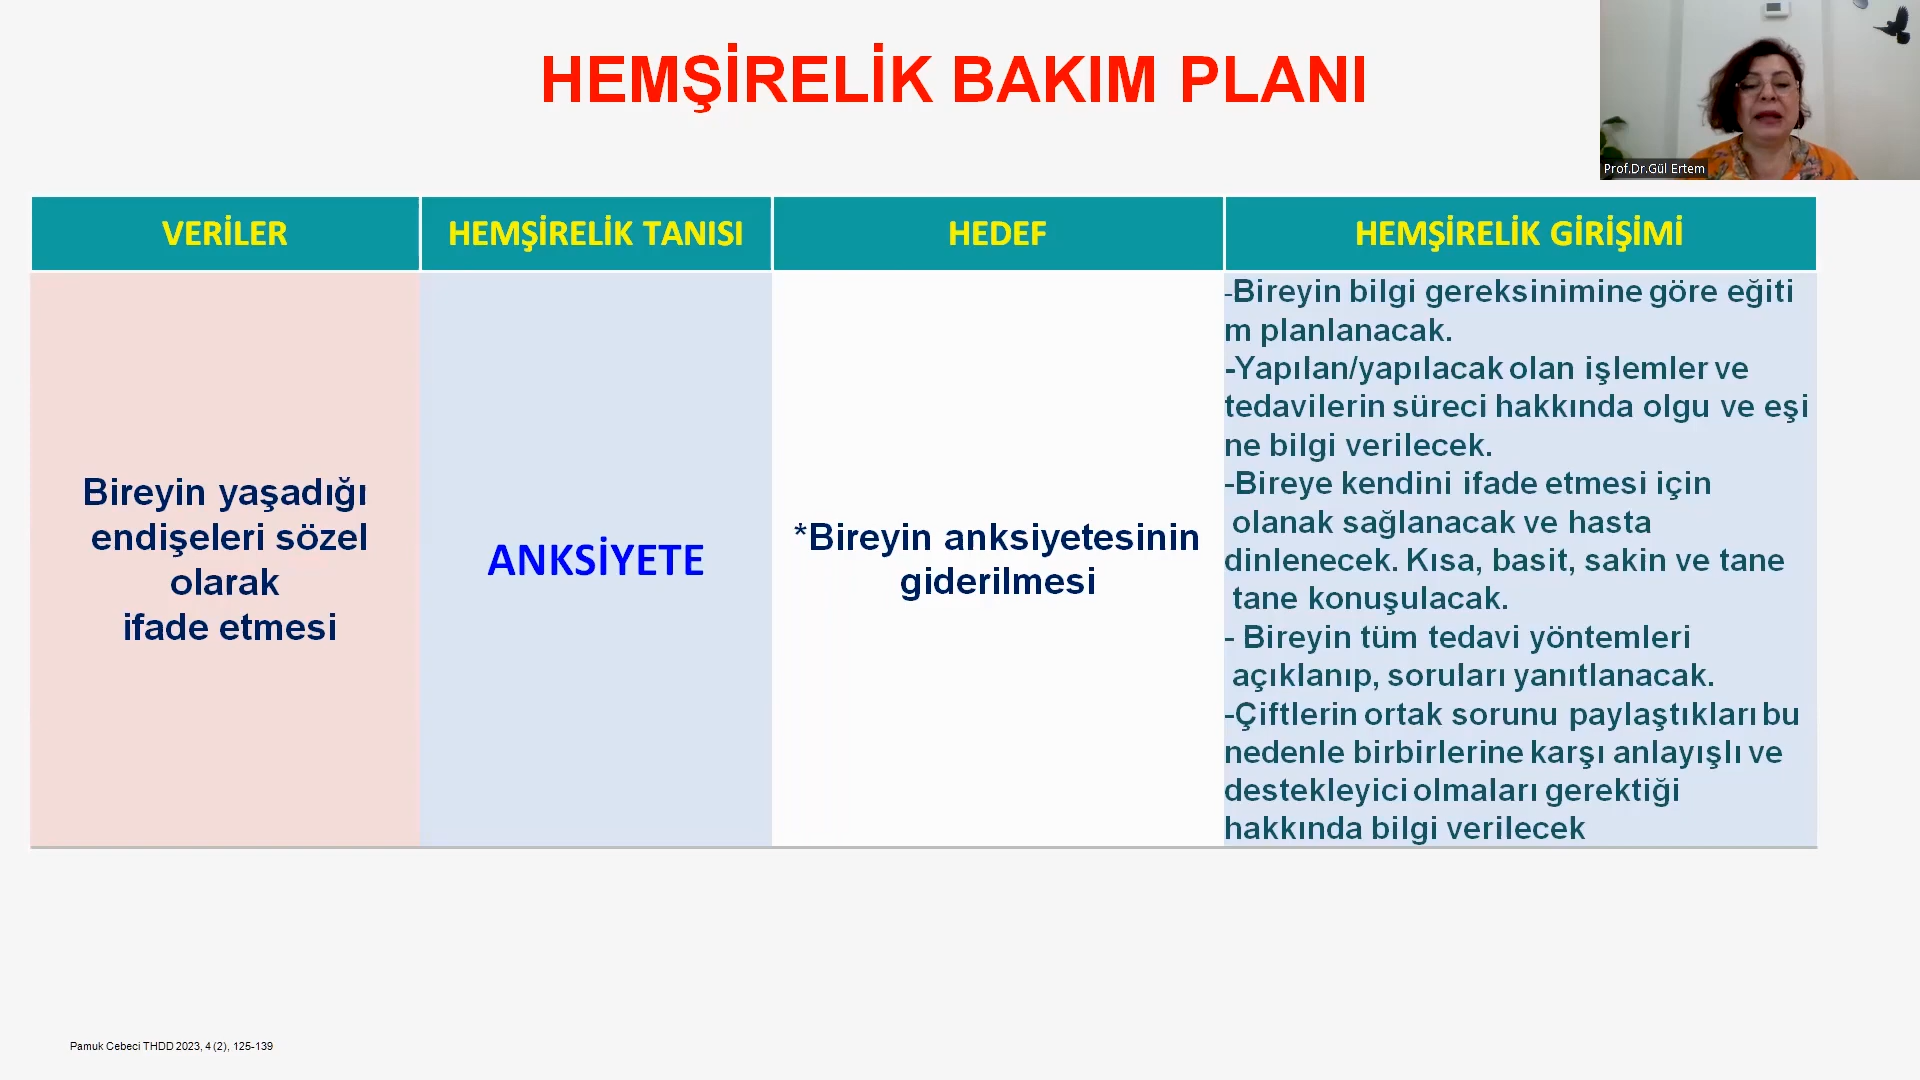 HEMŞİRELİK BAKIM PLANI
Prof.Dr.Gül Ertem
VERİLER
HEMŞİRELİK TANISI
HEDEF
HEMŞİRELİK GİRİŞİMİ
Bireyin yaşadığı
endişeleri sözel
olarak
ifade etmesi
ANKSİYETE
*Bireyin anksiyetesinin
giderilmesi
-Bireyin bilgi gereksinimine göre eğiti
m planlanacak.
-Yapılan/yapılacak olan işlemler ve
tedavilerin süreci hakkında olgu ve eşi
ne bilgi verilecek.
-Bireye kendini ifade etmesi için
olanak sağlanacak ve hasta
dinlenecek. Kısa, basit, sakin ve tane
tane konuşulacak.
- Bireyin tüm tedavi yöntemleri
açıklanıp, soruları yanıtlanacak.
-Çiftlerin ortak sorunu paylaştıkları bu
nedenle birbirlerine karşı anlayışlı ve
destekleyici olmaları gerektiği
hakkında bilgi verilecek
Pamuk Cebeci THDD 2023, 4 (2), 125-139